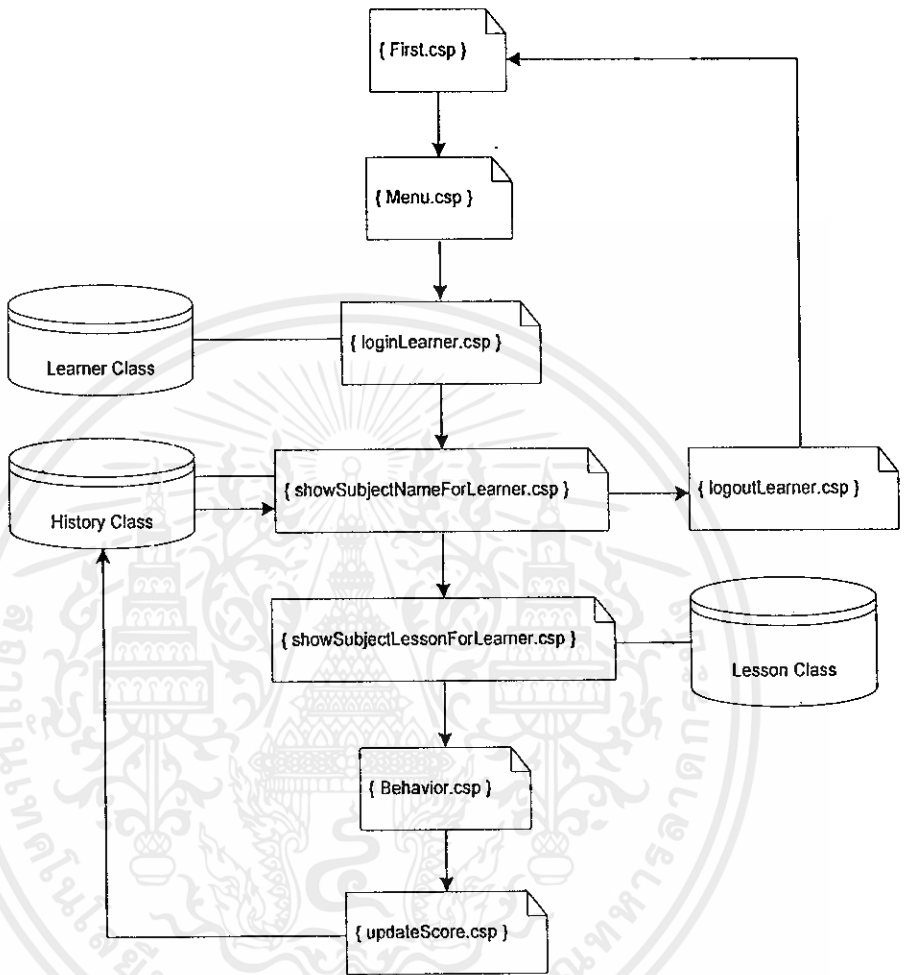 { First.csp }
{ Menu.csp }
{ loginLearner.csp }
Learner Class
{ showSubjectNameForLearner.csp }
{ logoutLearner.csp }
History Class
{ showSubjectLessonForLearner.csp }
Lesson Class
{ Behavior.csp }
{ updateScore.csp }